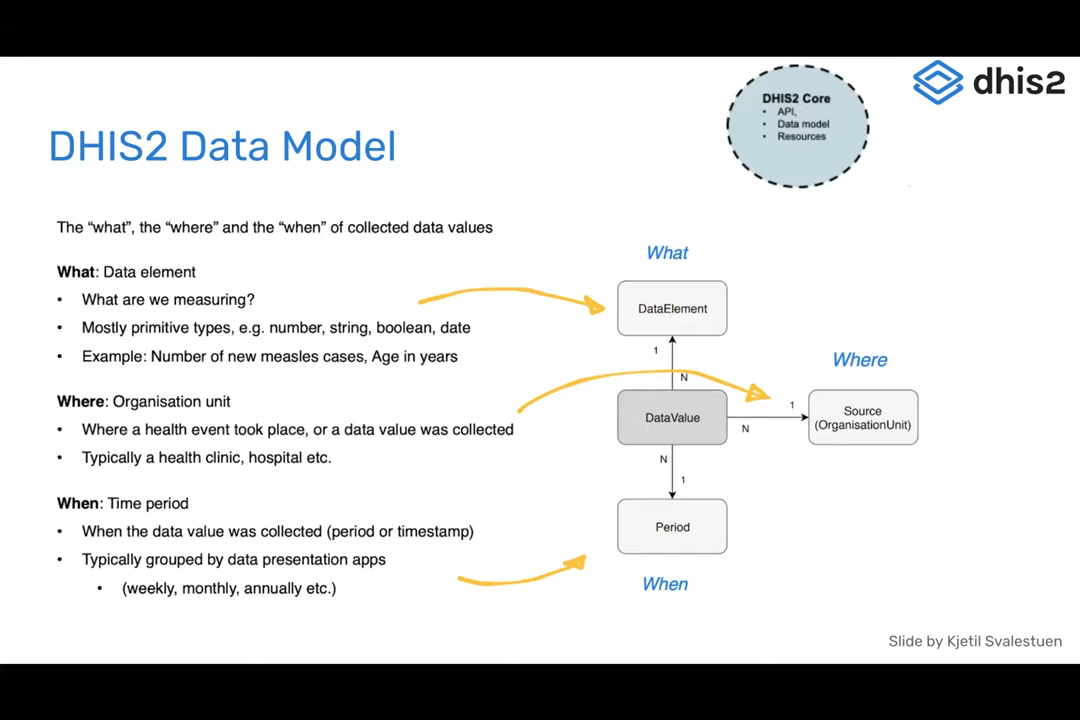 DHIS2 Core
• API,
• Data model
• Resources
dhis2
DHIS2 Data Model
The “what”, the “where” and the “when” of collected data values
What: Data element
• What are we measuring?
• Mostly primitive types, e.g. number, string, boolean, date
• Example: Number of new measles cases, Age in years
Where: Organisation unit
• Where a health event took place, or a data value was collected
• Typically a health clinic, hospital etc.
When: Time period
• When the data value was collected (period or timestamp)
• Typically grouped by data presentation apps
• (weekly, monthly, annually etc.)
What
DataElement
1
N
Where
DataValue
N
1
Source
(OrganisationUnit)
N
1
Period
When
Slide by Kjetil Svalestuen